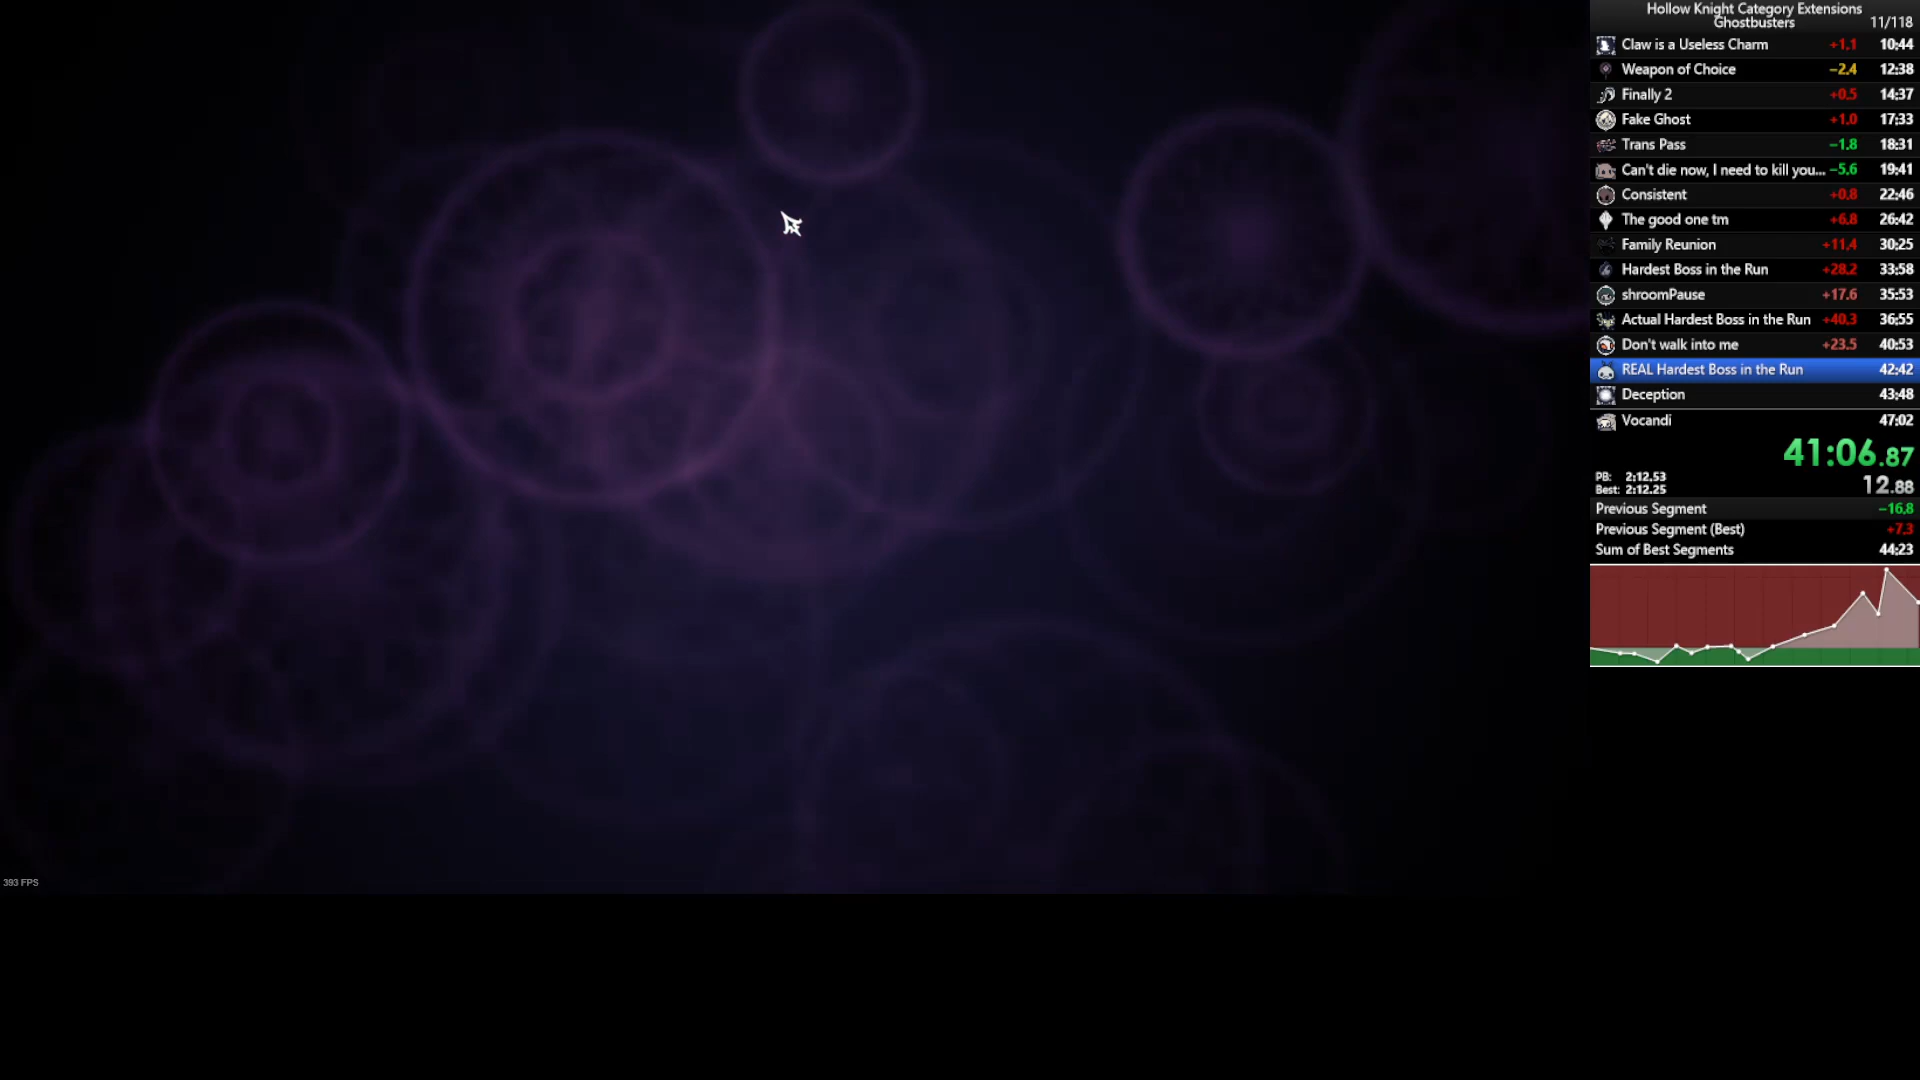 Hollow Knight Category Extensions
Ghostbusters 11/118
Claw is a Useless Charm +1.1 10:44
Weapon of Choice −2.4 12:38
Finally 2 +0.5 14:37
Fake Ghost +1.0 17:33
Trans Pass −1.8 18:31
Can't die now, I need to kill you... −5.6 19:41
Consistent +0.8 22:46
The good one tm +6.8 26:42
Family Reunion +11.4 30:25
Hardest Boss in the Run +28.2 33:58
shroomPause +17.6 35:53
Actual Hardest Boss in the Run +40.3 36:55
Don't walk into me +23.5 40:53
REAL Hardest Boss in the Run 42:42
Deception 43:48
Vocandi 47:02
41:06.87
PB: 2:12.53
Best: 2:12.25
12.88
Previous Segment −16.8
Previous Segment (Best) +7.3
Sum of Best Segments 44:23
393 FPS